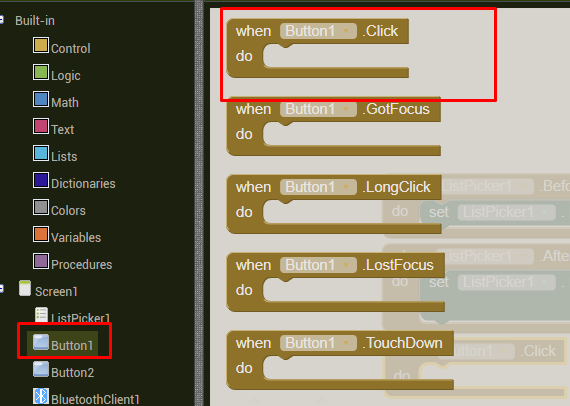 Built-in
Control
Logic
Math
Text
Lists
Dictionaries
Colors
Variables
Procedures
Screen1
ListPicker1
Button1
Button2
BluetoothClient1
when Button1 .Click
do
when Button1 .GotFocus
do
when Button1 .LongClick
do
when Button1 .LostFocus
do
when Button1 .TouchDown
do
ListPicker1 .Befo
do set ListPicker1 .
ListPicker1 .After
do set ListPicker1 .
Button1 .Click
do